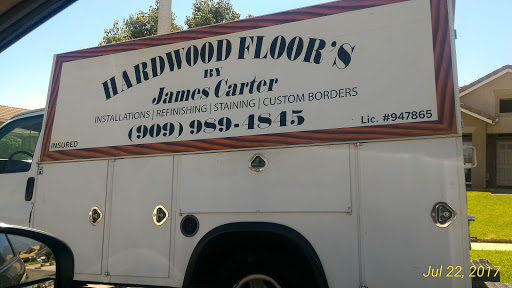 HARDWOOD FLOOR'S
BY
James Carter
INSTALLATIONS | REFINISHING | STAINING | CUSTOM BORDERS
(909) 989-4845
INSURED
Lic. #947865
Jul 22, 2017